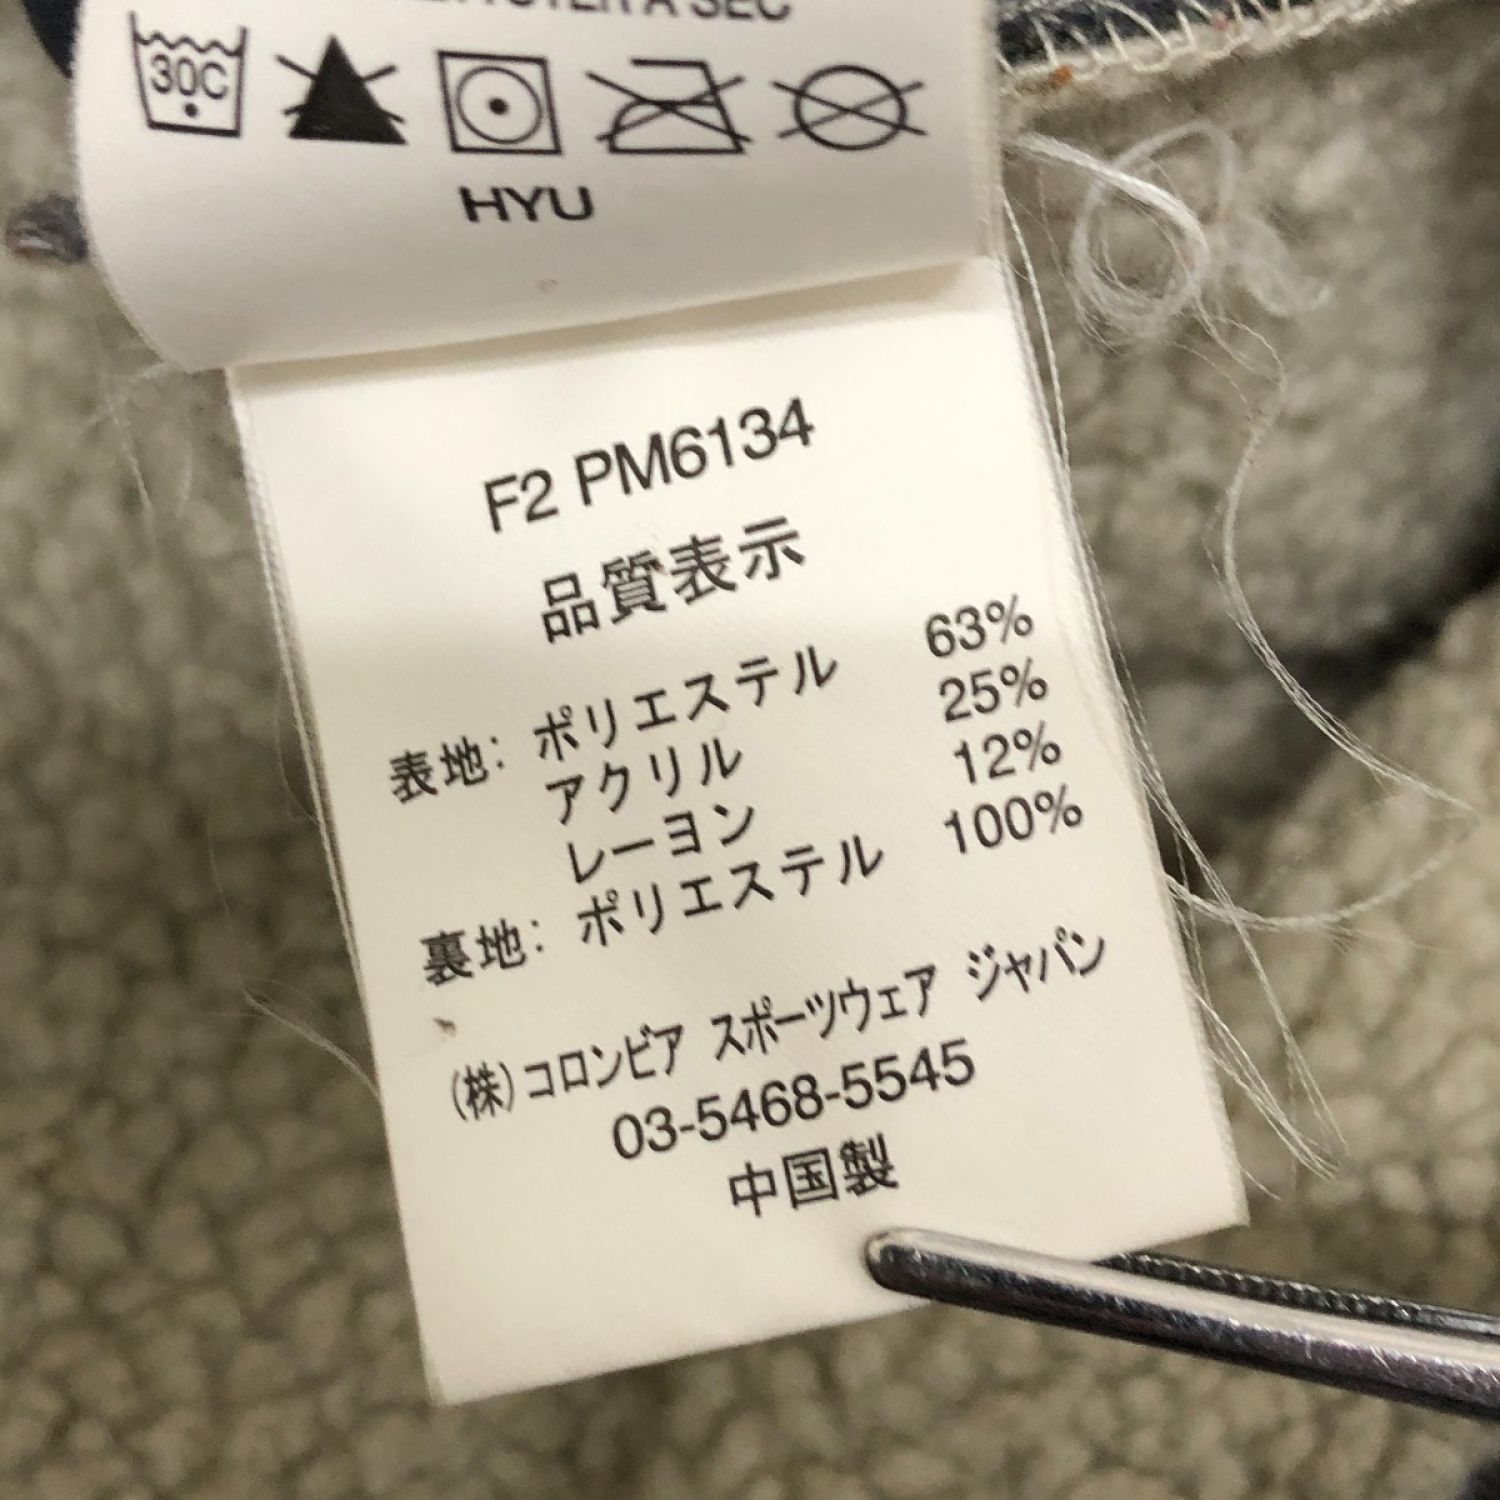 A SEC
30C
HYU
F2 PM6134
品質表示
表地: ポリエステル 63%
アクリル 25%
レーヨン 12%
裏地: ポリエステル 100%
(株)コロンビア スポーツウェア ジャパン
03-5468-5545
中国製